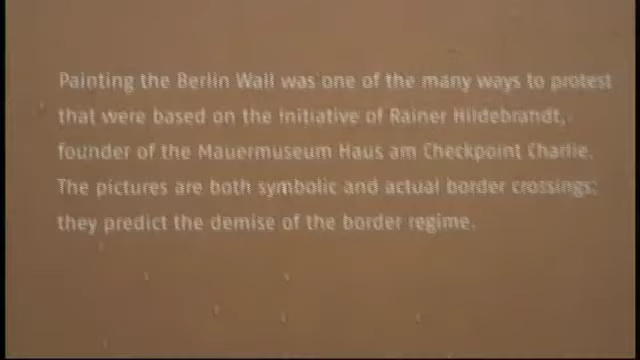 Painting the Berlin Wall was one of the many ways to protest
that were based on the initiative of Rainer Hildebrandt,
founder of the Mauermuseum Haus am Checkpoint Charlie.
The pictures are both symbolic and actual border crossings;
they predict the demise of the border regime.